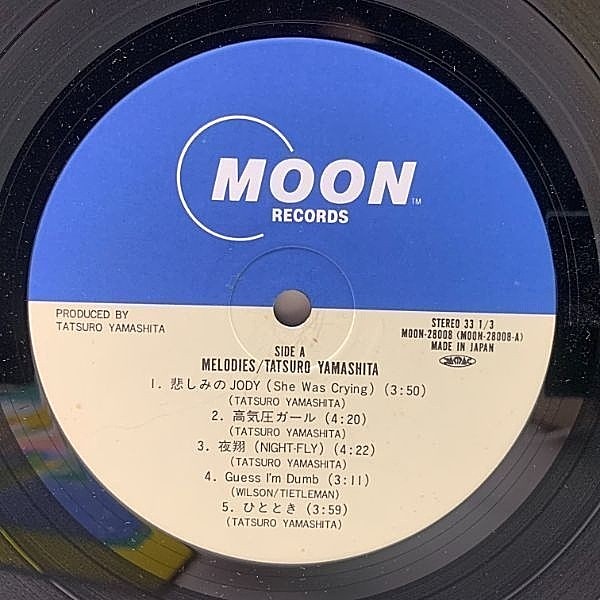 MOON
TM
RECORDS
PRODUCED BY
TATSURO YAMASHITA
STEREO 33 1/3
MOON-28008 (MOON-28008-A)
MADE IN JAPAN
SIDE A
MELODIES/TATSURO YAMASHITA
1. 悲しみのJODY (She Was Crying) (3:50)
(TATSURO YAMASHITA)
2. 高気圧ガール (4:20)
(TATSURO YAMASHITA)
3. 夜翔 (NIGHT-FLY) (4:22)
(TATSURO YAMASHITA)
4. Guess I'm Dumb (3:11)
(WILSON/TIETLEMAN)
5. ひととき (3:59)
(TATSURO YAMASHITA)